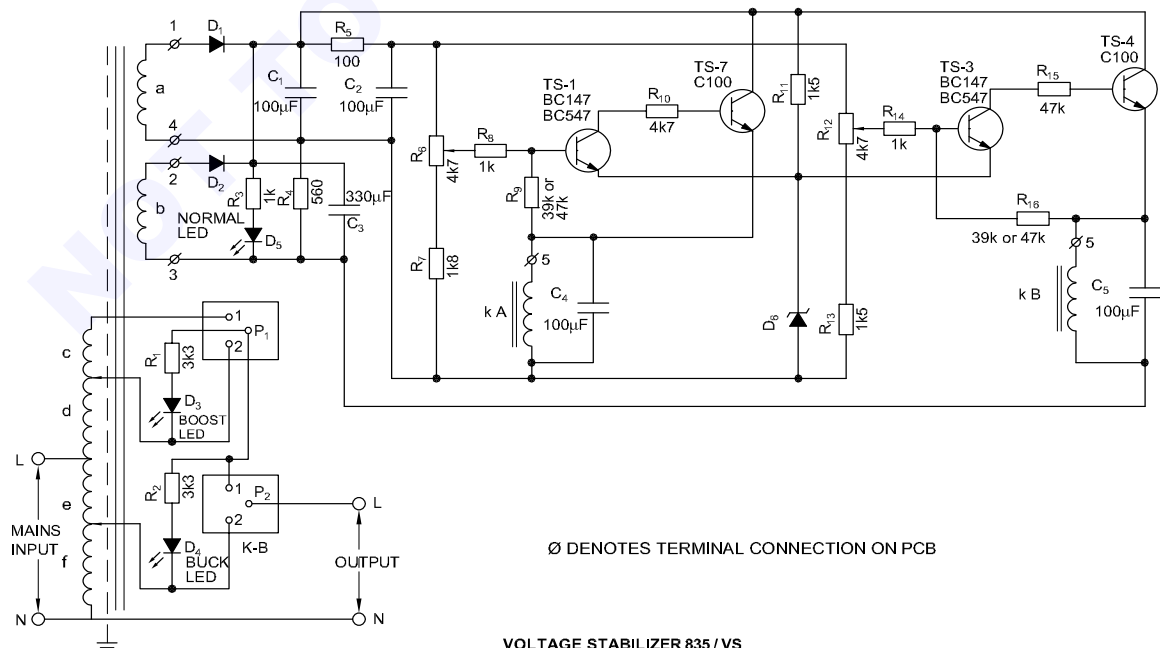 NOT TO
1
D1
R5
100
C1
100µF
C2
100µF
a
4
2
D2
b
NORMAL
LED
R3
1k
D5
R4
560
330µF
C3
3
R6
4k7
R7
1k8
R8
1k
R9
39k or
47k
TS-1
BC147
BC547
R10
4k7
TS-7
C100
R11
1k5
R12
4k7
R14
1k
TS-3
BC147
BC547
R15
47k
TS-4
C100
R16
39k or 47k
5
k A
C4
100µF
D6
R13
1k5
5
k B
C5
100µF
c
R1
3k3
1
P1
2
d
D3
BOOST
LED
L
e
R2
3k3
1
P2
2
L
MAINS
INPUT
f
D4
BUCK
LED
K-B
OUTPUT
N
N
Ø DENOTES TERMINAL CONNECTION ON PCB
VOLTAGE STABILIZER 835 / VS